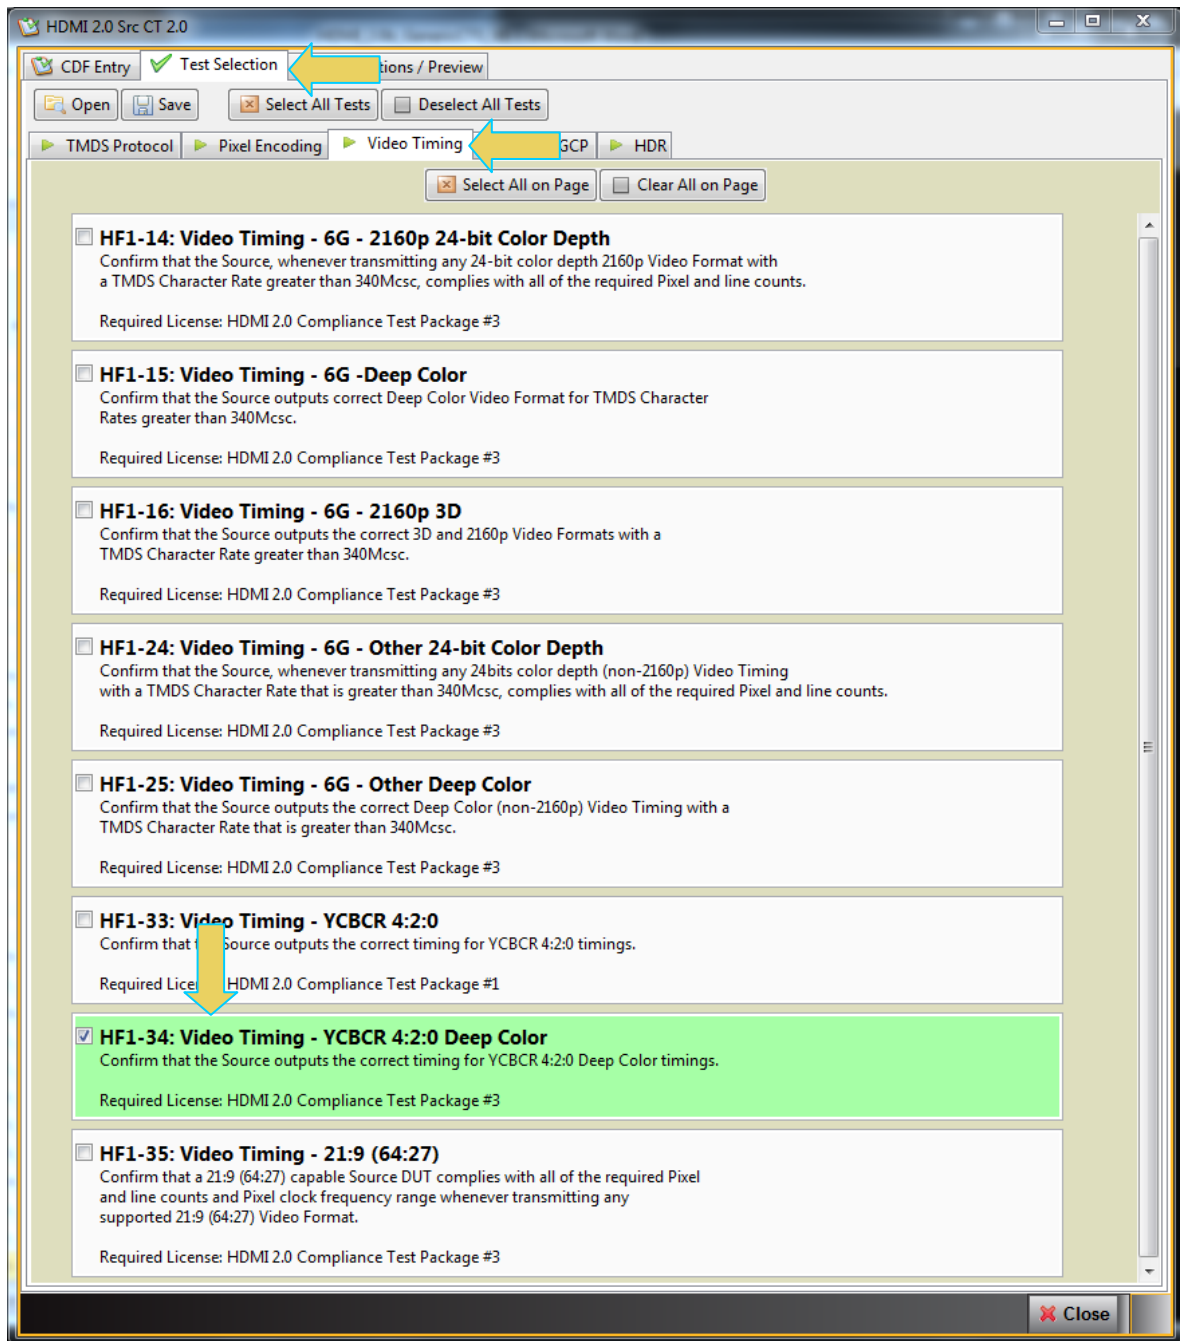 HDMI 2.0 Src CT 2.0
CDF Entry Test Selection tions / Preview
Open Save Select All Tests Deselect All Tests
TMDS Protocol Pixel Encoding Video Timing GCP HDR
Select All on Page Clear All on Page
HF1-14: Video Timing - 6G - 2160p 24-bit Color Depth
Confirm that the Source, whenever transmitting any 24-bit color depth 2160p Video Format with
a TMDS Character Rate greater than 340Mcsc, complies with all of the required Pixel and line counts.
Required License: HDMI 2.0 Compliance Test Package #3
HF1-15: Video Timing - 6G -Deep Color
Confirm that the Source outputs correct Deep Color Video Format for TMDS Character
Rates greater than 340Mcsc.
Required License: HDMI 2.0 Compliance Test Package #3
HF1-16: Video Timing - 6G - 2160p 3D
Confirm that the Source outputs the correct 3D and 2160p Video Formats with a
TMDS Character Rate greater than 340Mcsc.
Required License: HDMI 2.0 Compliance Test Package #3
HF1-24: Video Timing - 6G - Other 24-bit Color Depth
Confirm that the Source, whenever transmitting any 24bits color depth (non-2160p) Video Timing
with a TMDS Character Rate that is greater than 340Mcsc, complies with all of the required Pixel and line counts.
Required License: HDMI 2.0 Compliance Test Package #3
HF1-25: Video Timing - 6G - Other Deep Color
Confirm that the Source outputs the correct Deep Color (non-2160p) Video Timing with a
TMDS Character Rate that is greater than 340Mcsc.
Required License: HDMI 2.0 Compliance Test Package #3
HF1-33: Video Timing - YCBCR 4:2:0
Confirm that Source outputs the correct timing for YCBCR 4:2:0 timings.
Required HDMI 2.0 Compliance Test Package #1
HF1-34: Video Timing - YCBCR 4:2:0 Deep Color
Confirm that the Source outputs the correct timing for YCBCR 4:2:0 Deep Color timings.
Required License: HDMI 2.0 Compliance Test Package #3
HF1-35: Video Timing - 21:9 (64:27)
Confirm that a 21:9 (64:27) capable Source DUT complies with all of the required Pixel
and line counts and Pixel clock frequency range whenever transmitting any
supported 21:9 (64:27) Video Format.
Required License: HDMI 2.0 Compliance Test Package #3
Close